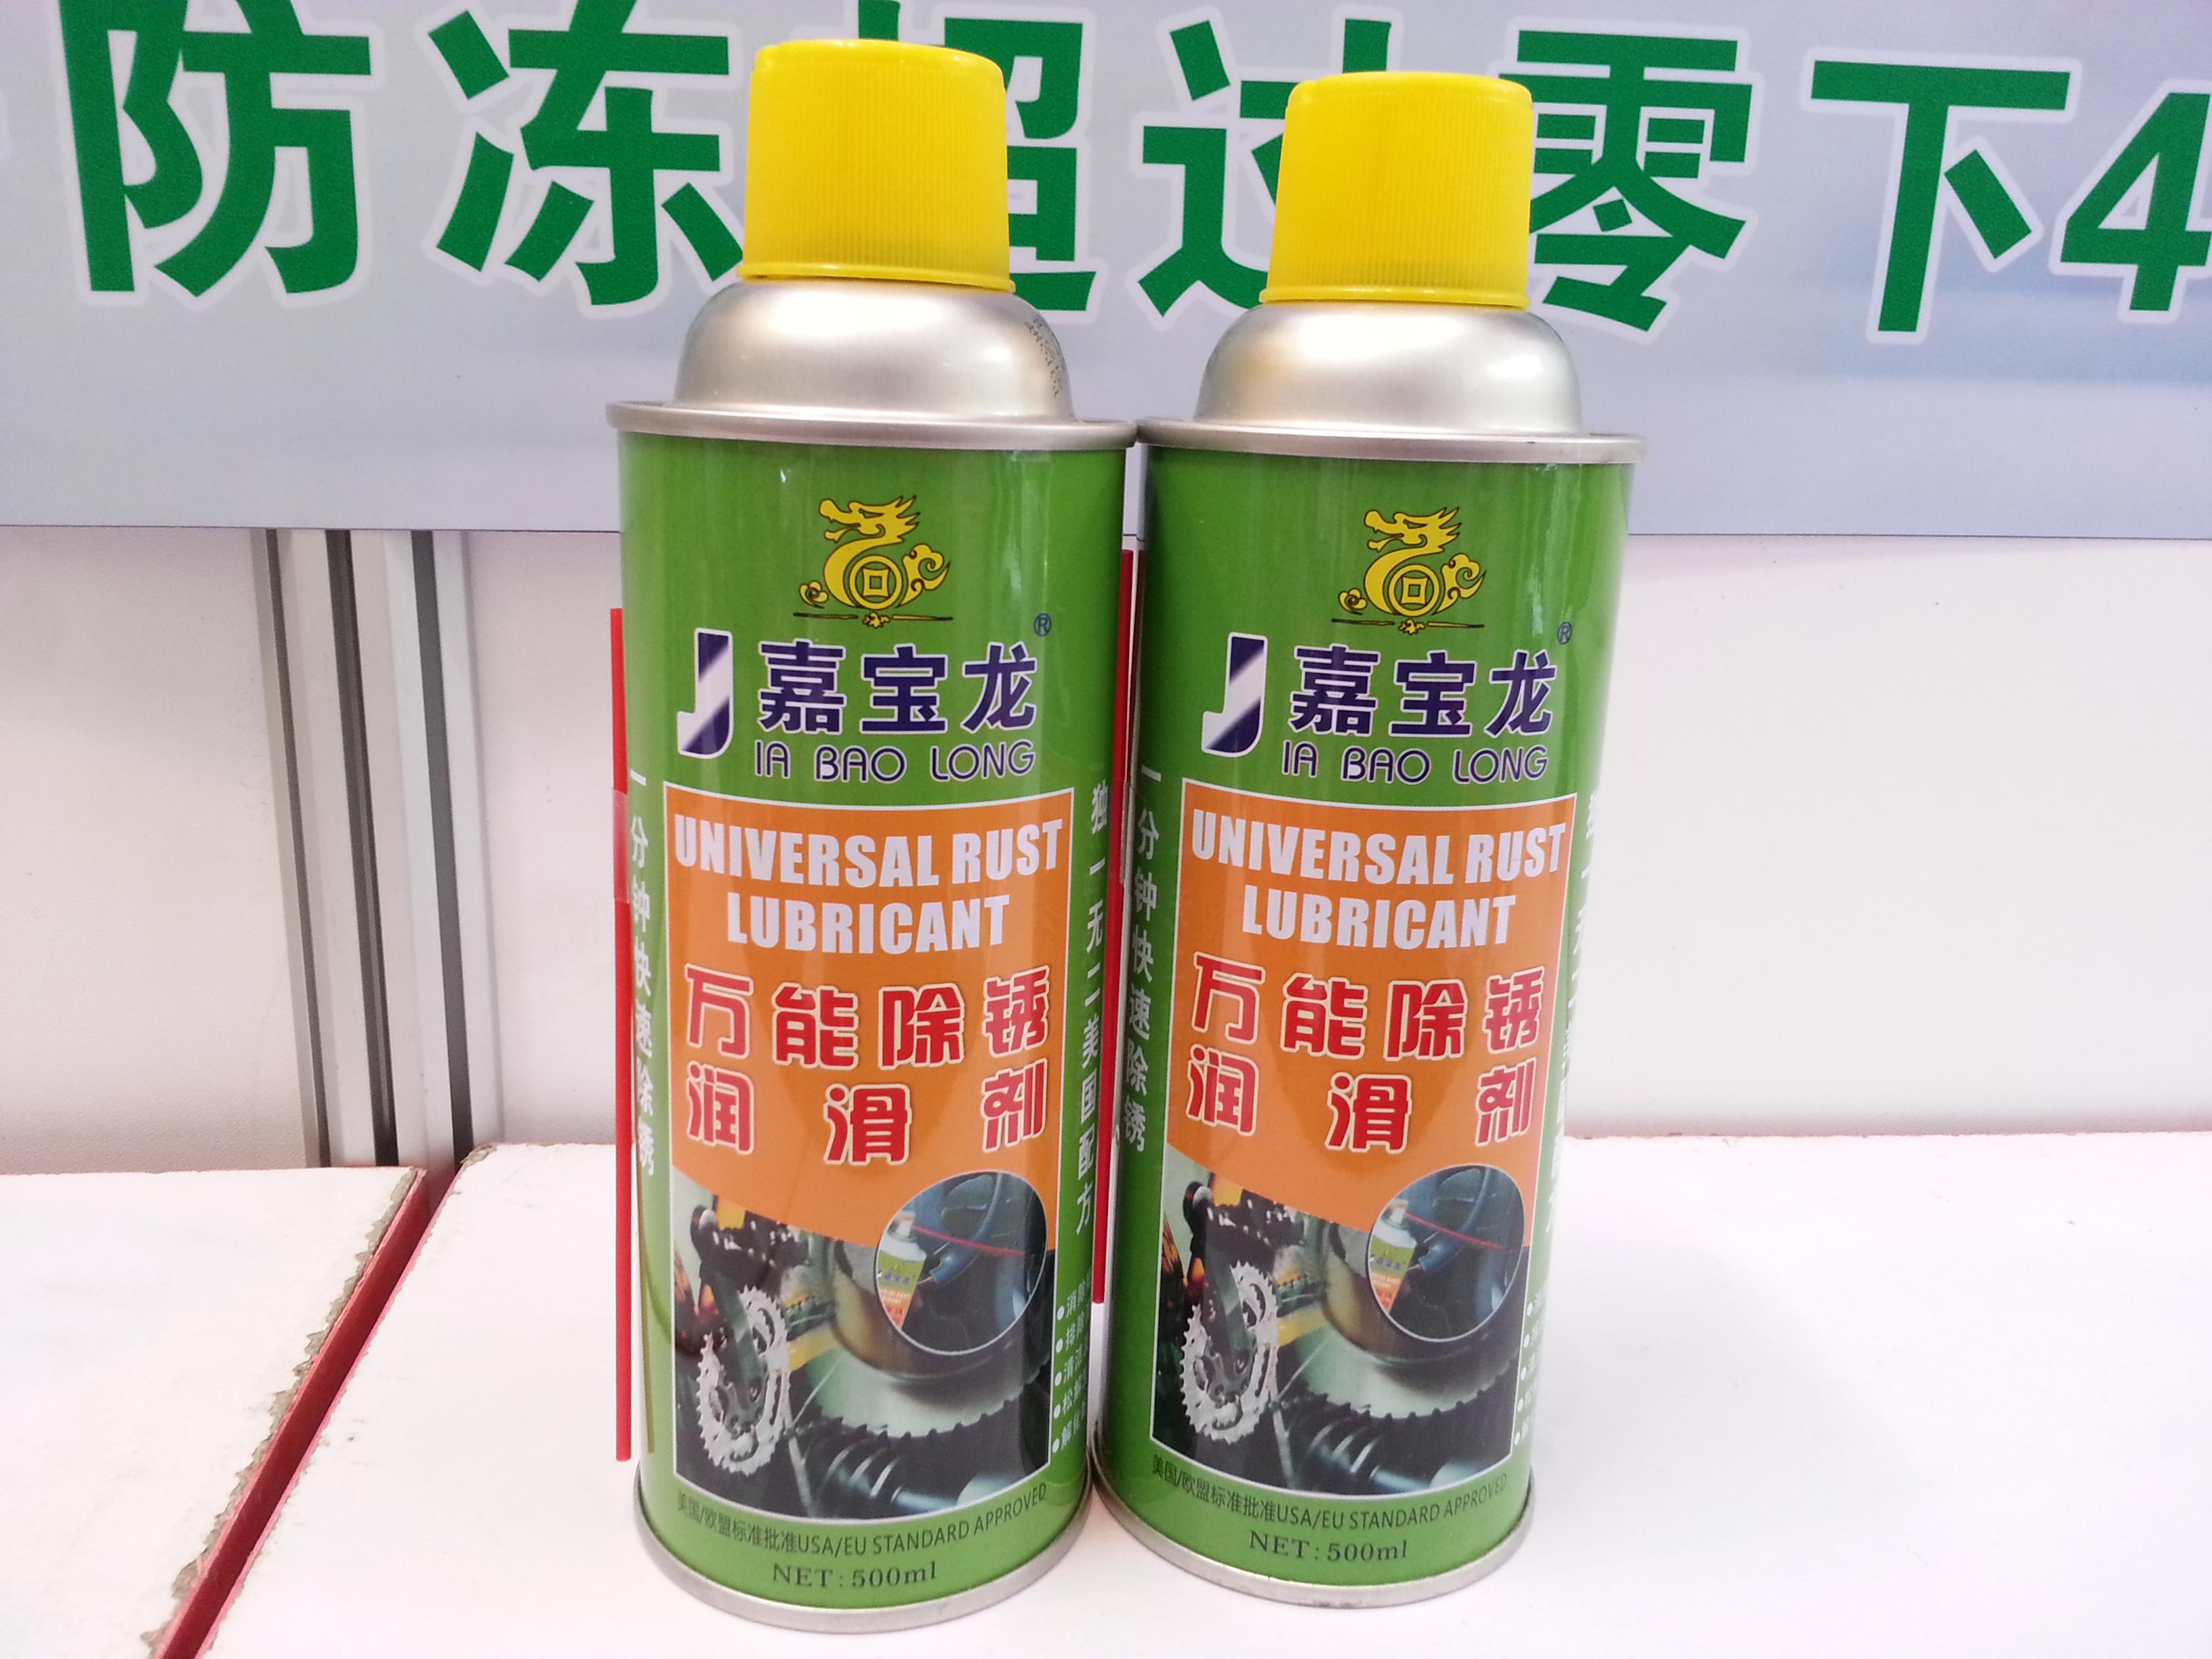 防冻超过零下4
嘉宝龙®
JIA BAO LONG
UNIVERSAL RUST
LUBRICANT
万能除锈
润滑剂
一分钟快速除锈
独一无二美国配方
美国/欧盟标准批准USA/EU STANDARD APPROVED
NET:500ml
嘉宝龙®
JIA BAO LONG
UNIVERSAL RUST
LUBRICANT
万能除锈
润滑剂
一分钟快速除锈
美国/欧盟标准批准USA/EU STANDARD APPROVED
NET:500ml